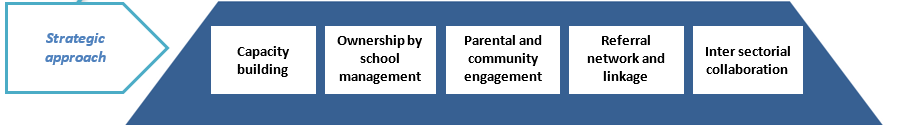 Strategic
approach
Capacity
building
Ownership by
school
management
Parental and
community
engagement
Referral
network and
linkage
Inter sectorial
collaboration